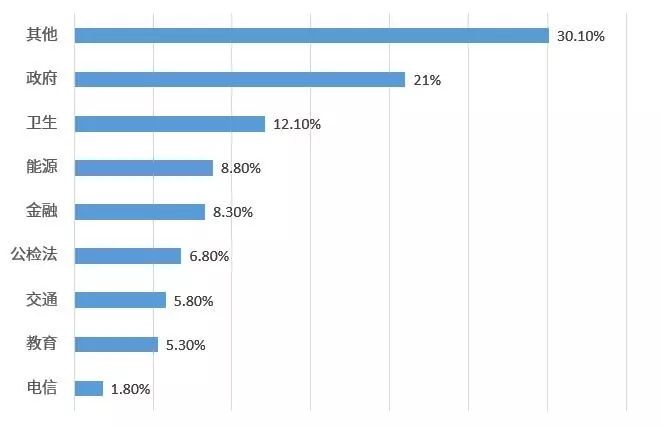 其他 30.10%
政府 21%
卫生 12.10%
能源 8.80%
金融 8.30%
公检法 6.80%
交通 5.80%
教育 5.30%
电信 1.80%